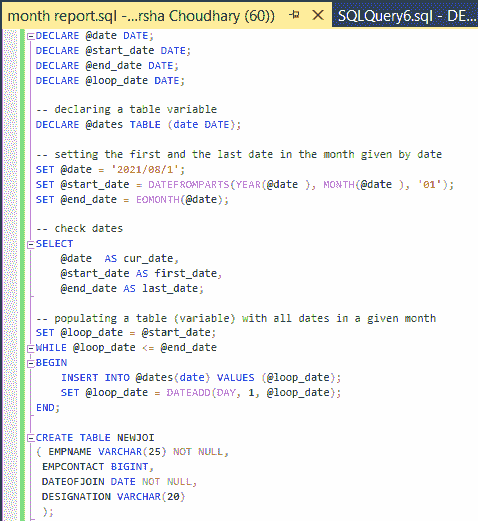 month report.sql -...rsha Choudhary (60))
SQLQuery6.sql - DE...
DECLARE @date DATE;
DECLARE @start_date DATE;
DECLARE @end_date DATE;
DECLARE @loop_date DATE;
-- declaring a table variable
DECLARE @dates TABLE (date DATE);
-- setting the first and the last date in the month given by date
SET @date = '2021/08/1';
SET @start_date = DATEFROMPARTS(YEAR(@date ), MONTH(@date ), '01');
SET @end_date = EOMONTH(@date);
-- check dates
SELECT
@date  AS cur_date,
@start_date AS first_date,
@end_date AS last_date;
-- populating a table (variable) with all dates in a given month
SET @loop_date = @start_date;
WHILE @loop_date <= @end_date
BEGIN
INSERT INTO @dates(date) VALUES (@loop_date);
SET @loop_date = DATEADD(DAY, 1, @loop_date);
END;
CREATE TABLE NEWJOI
( EMPNAME VARCHAR(25) NOT NULL,
EMPCONTACT BIGINT,
DATEOFJOIN DATE NOT NULL,
DESIGNATION VARCHAR(20)
);